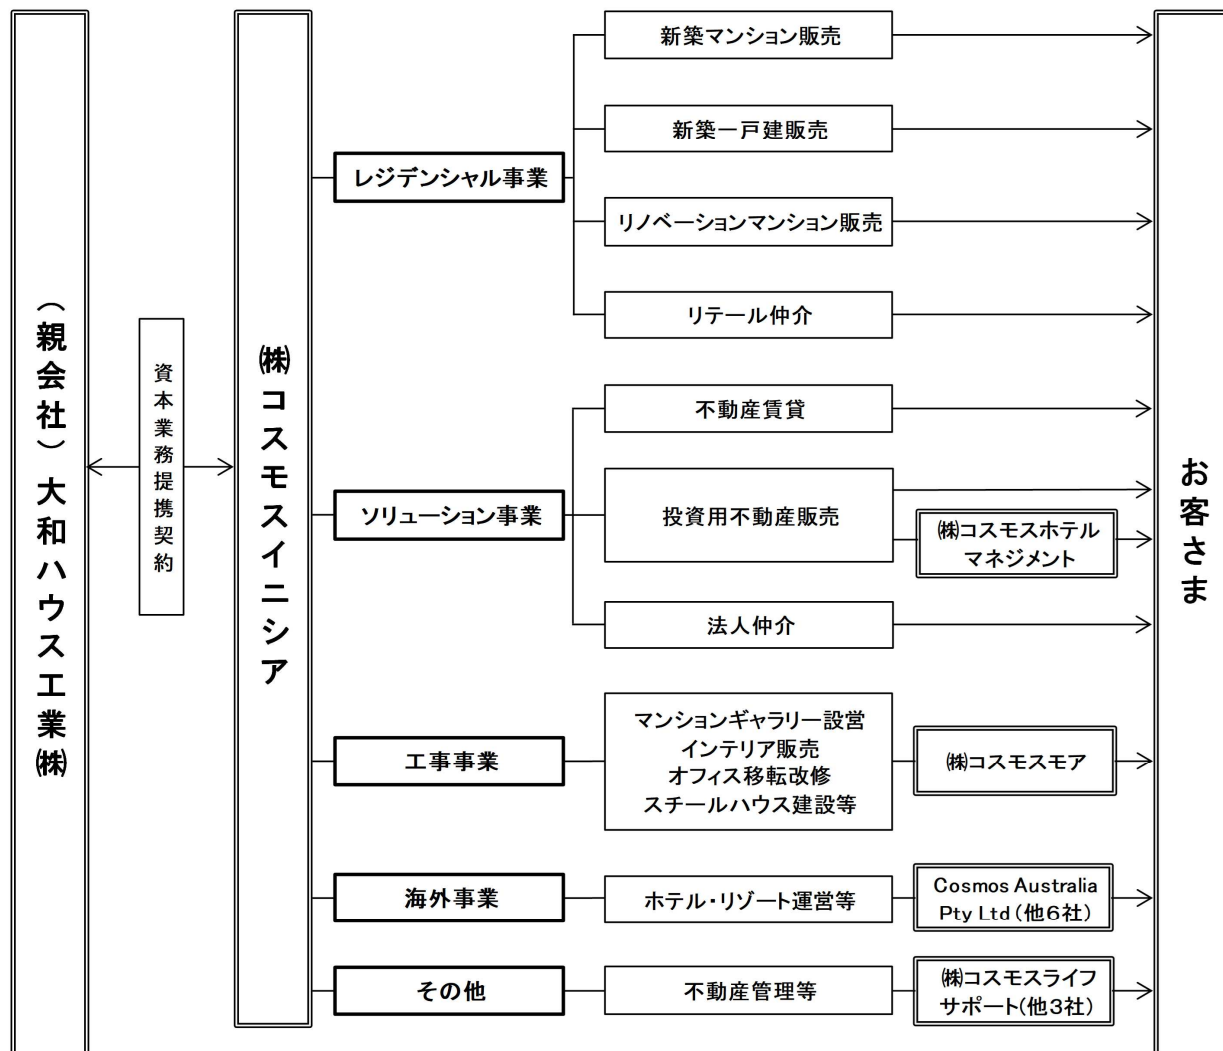 （親会社）大和ハウス工業㈱
資本業務提携契約
㈱コスモスイニシア
レジデンシャル事業
新築マンション販売
新築一戸建販売
リノベーションマンション販売
リテール仲介
ソリューション事業
不動産賃貸
投資用不動産販売
㈱コスモスホテル
マネジメント
法人仲介
工事事業
マンションギャラリー設営
インテリア販売
オフィス移転改修
スチールハウス建設等
㈱コスモスモア
海外事業
ホテル・リゾート運営等
Cosmos Australia
Pty Ltd（他6社）
その他
不動産管理等
㈱コスモスライフ
サポート(他3社)
お客さま